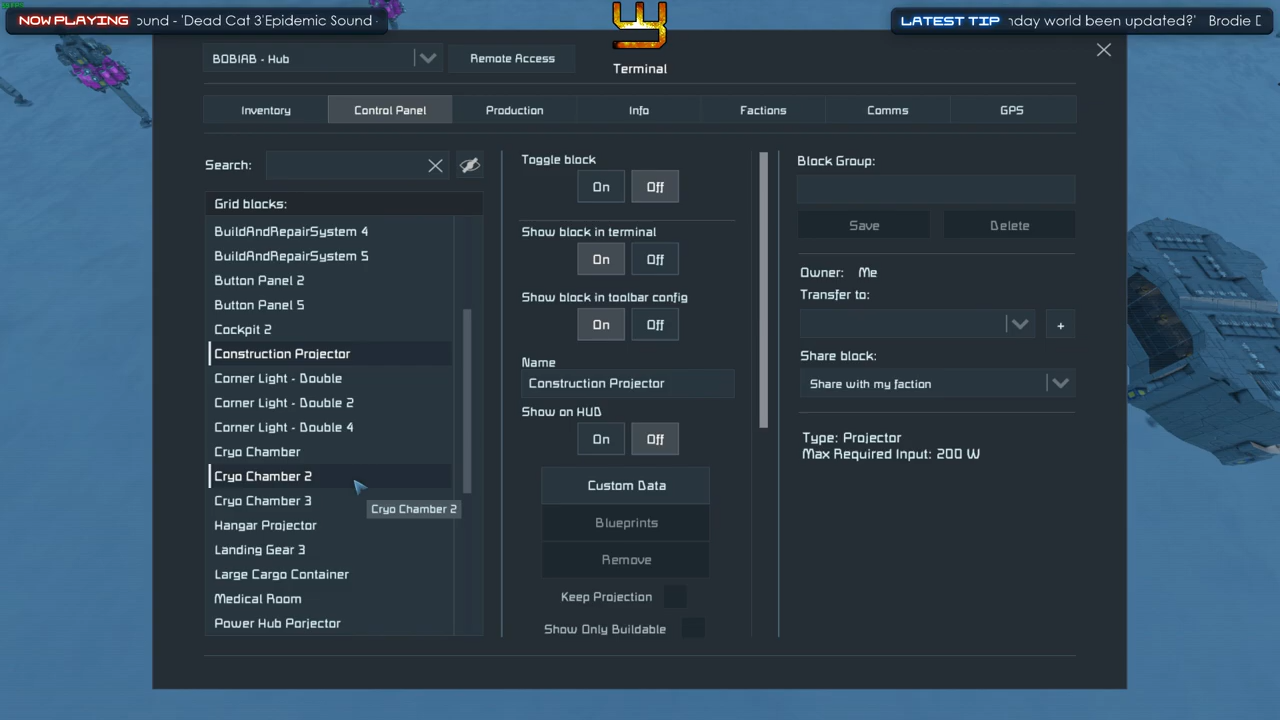 NOW PLAYING ound - 'Dead Cat 3' Epidemic Sound -
LATEST TIP nday world been updated?' Brodie D
BOBIAB - Hub
Remote Access
Terminal
Inventory
Control Panel
Production
Info
Factions
Comms
GPS
Search:
Grid blocks:
BuildAndRepairSystem 4
BuildAndRepairSystem 5
Button Panel 2
Button Panel 5
Cockpit 2
Construction Projector
Corner Light - Double
Corner Light - Double 2
Corner Light - Double 4
Cryo Chamber
Cryo Chamber 2
Cryo Chamber 2
Cryo Chamber 3
Hangar Projector
Landing Gear 3
Large Cargo Container
Medical Room
Power Hub Porjector
Toggle block
On Off
Show block in terminal
On Off
Show block in toolbar config
On Off
Name
Construction Projector
Show on HUD
On Off
Custom Data
Blueprints
Remove
Keep Projection
Show Only Buildable
Block Group:
Save
Delete
Owner: Me
Transfer to:
+
Share block:
Share with my faction
Type: Projector
Max Required Input: 200 W